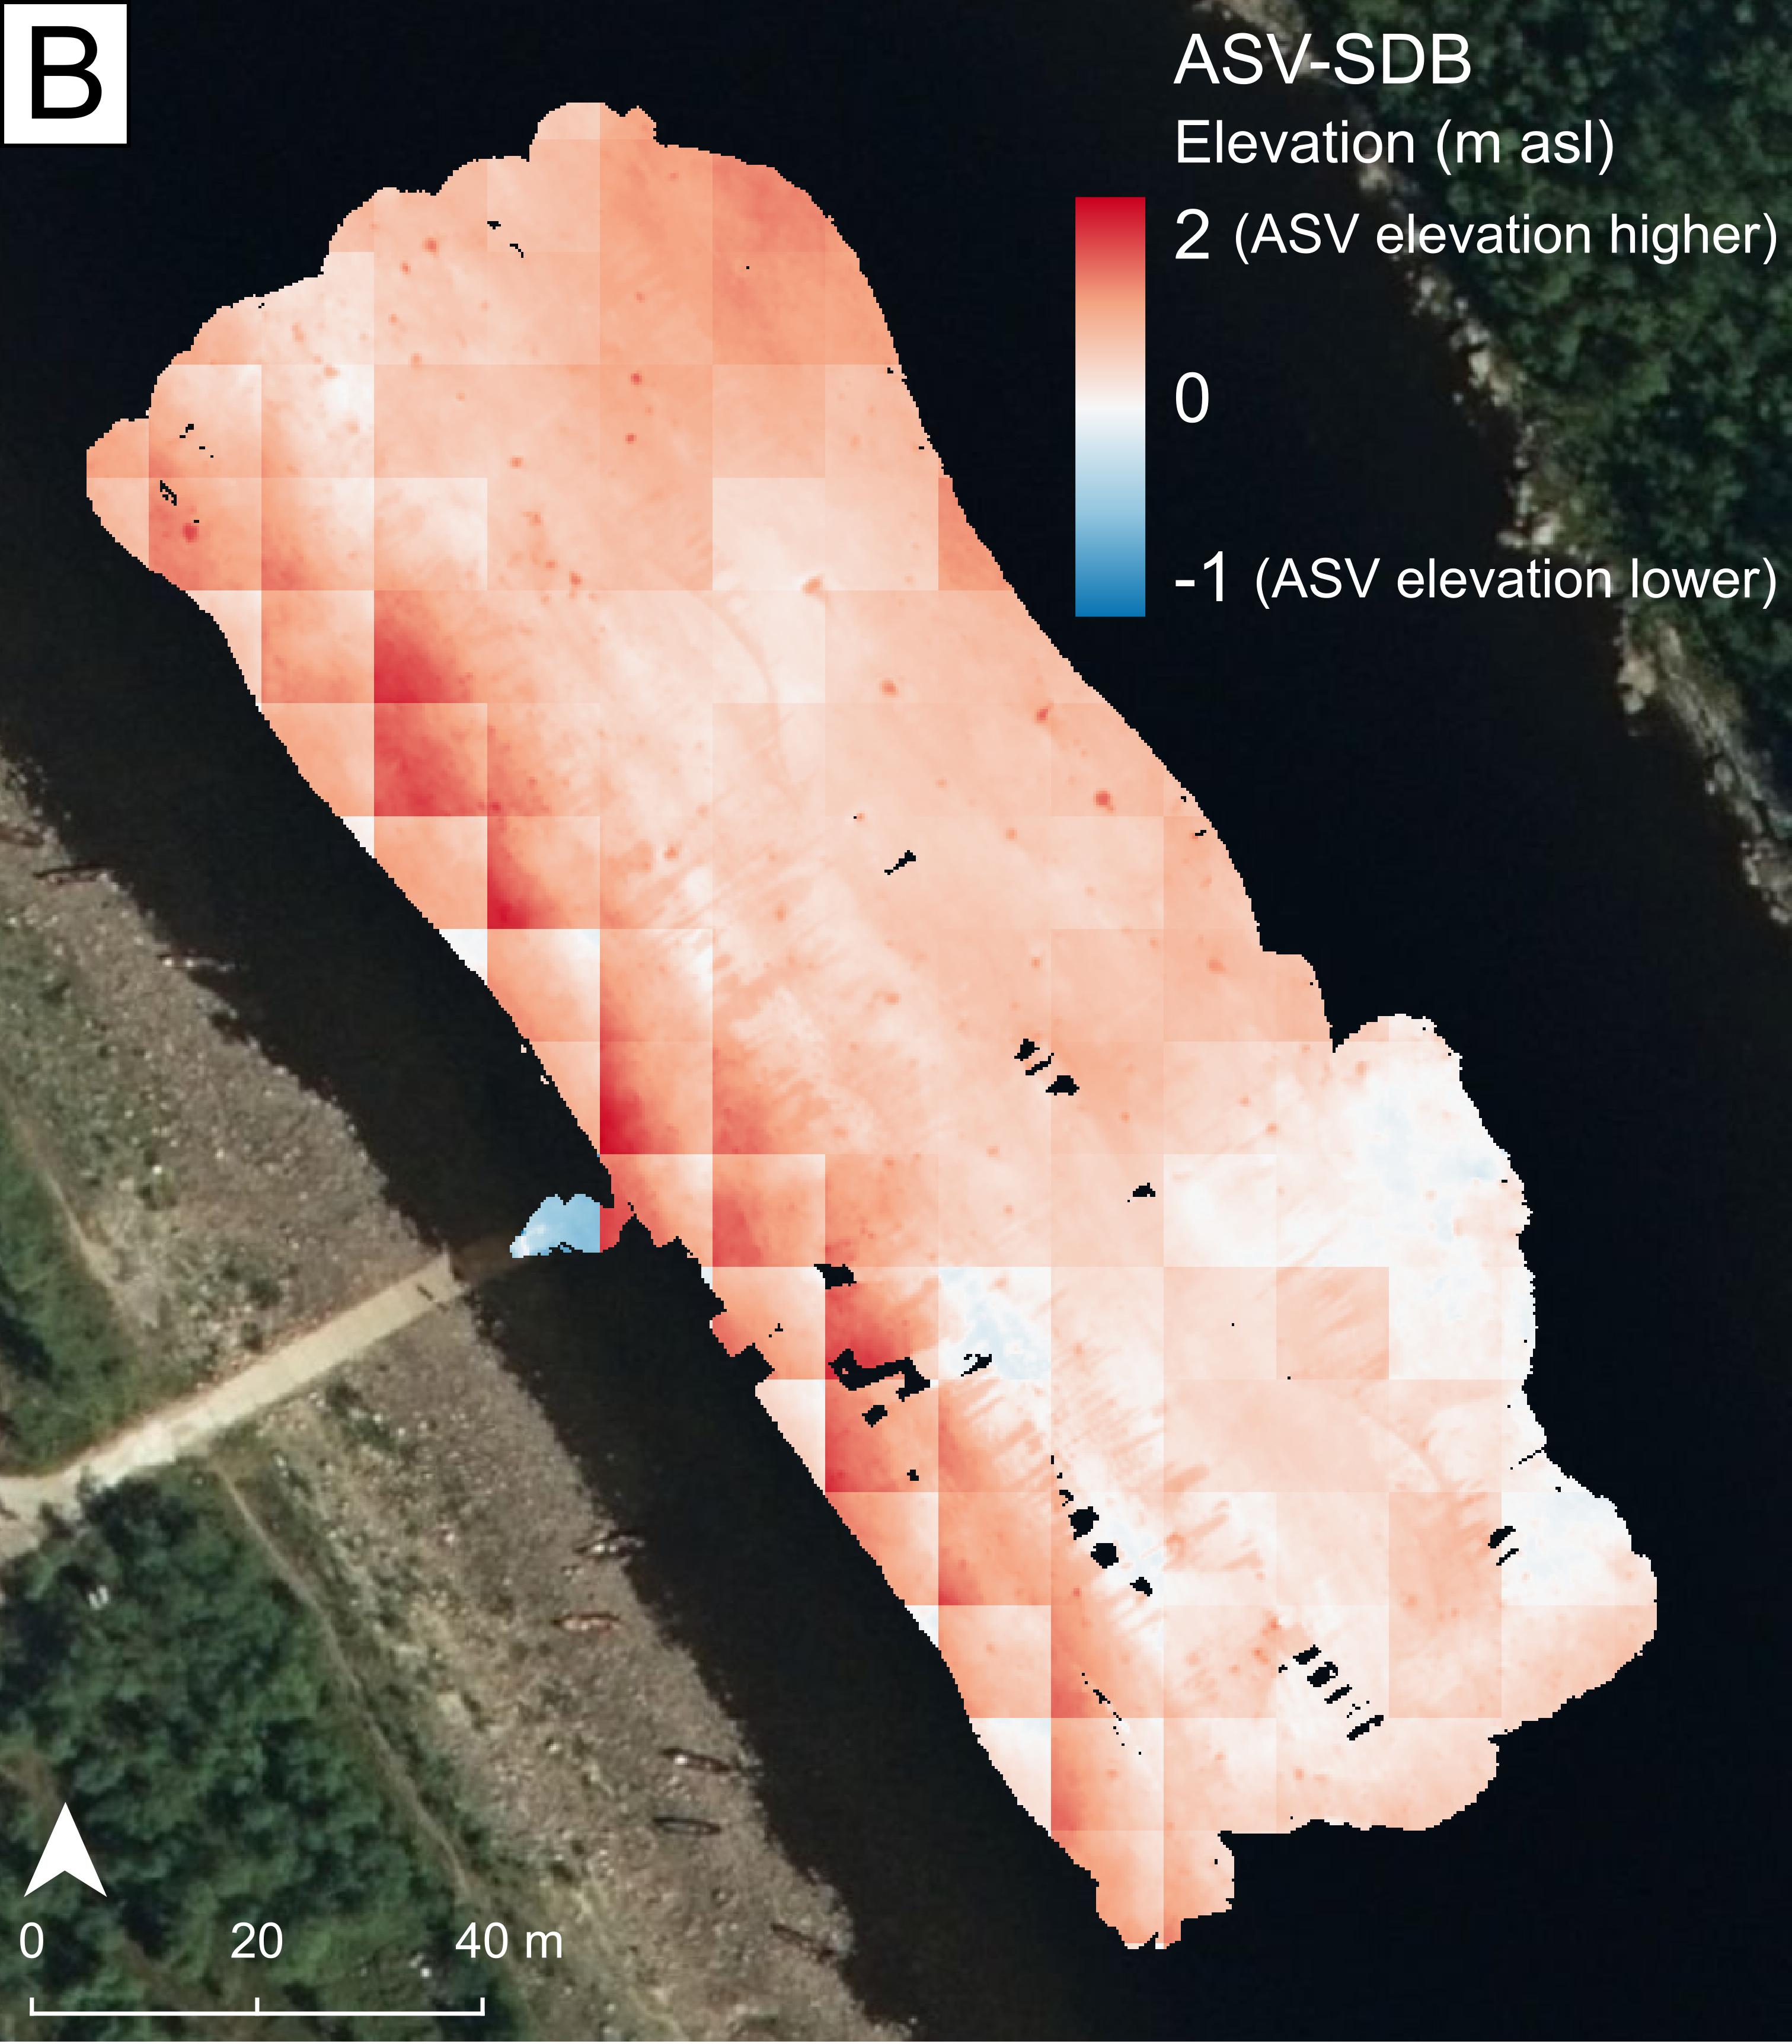 B
ASV-SDB
Elevation (m asl)
2 (ASV elevation higher)
0
-1 (ASV elevation lower)
0 20 40 m